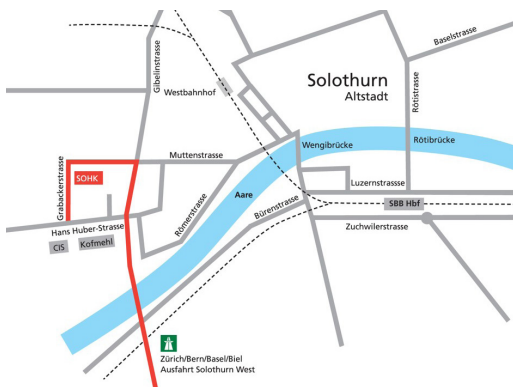 Baselstrasse
Gibelinstrasse
Solothurn
Altstadt
Rötistrasse
Westbahnhof
Wengibrücke
Rötibrücke
Muttenstrasse
Grabackerstrasse
SOHK
Luzernstrassse
Aare
Römerstrasse
Bürenstrasse
SBB Hbf
Zuchwilerstrasse
Hans Huber-Strasse
CIS
Kofmehl
Zürich/Bern/Basel/Biel
Ausfahrt Solothurn West